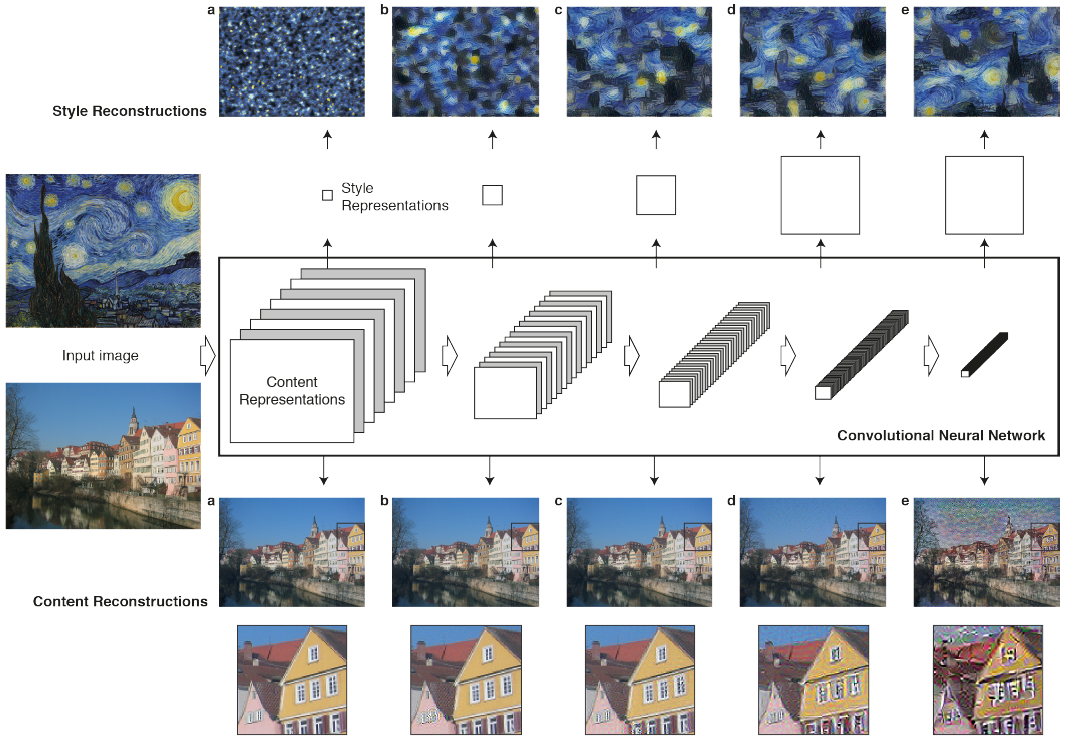 a
b
c
d
e
Style Reconstructions
Style
Representations
Input image
Content
Representations
Convolutional Neural Network
a
b
c
d
e
Content Reconstructions